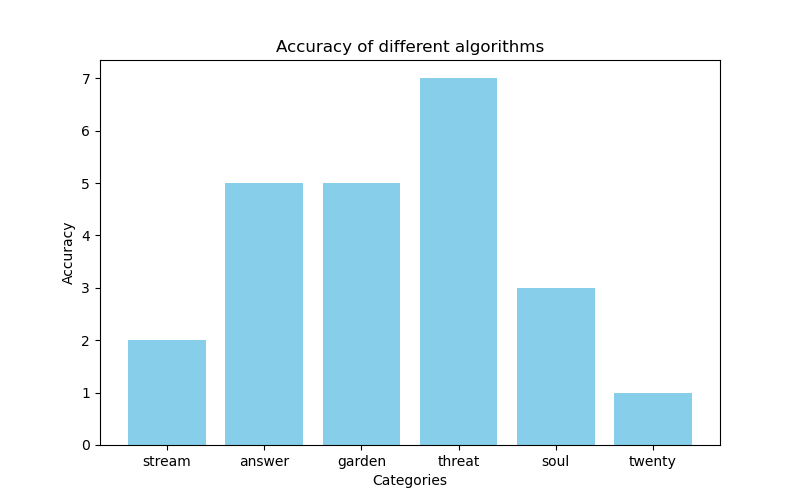 Accuracy of different algorithms
7
6
5
4
3
2
1
0
Accuracy
stream answer garden threat soul twenty
Categories